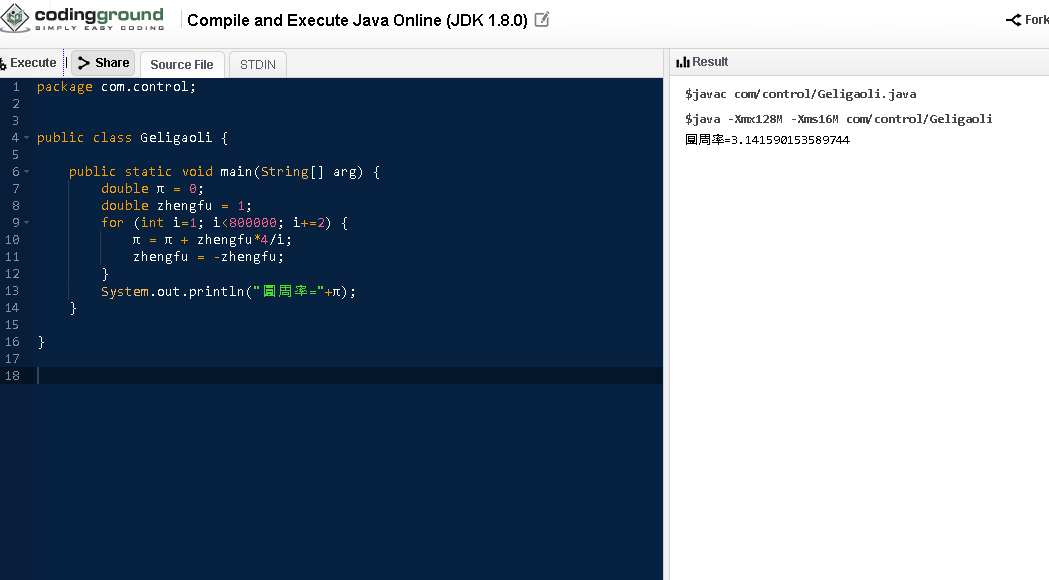 codingground
SIMPLY EASY CODING
Compile and Execute Java Online (JDK 1.8.0)
Fork
Execute | Share Source File STDIN
Result
1 package com.control;
2
3
4 public class Geligaoli {
5
6 public static void main(String[] arg) {
7 double π = 0;
8 double zhengfu = 1;
9 for (int i=1; i<800000; i+=2) {
10 π = π + zhengfu*4/i;
11 zhengfu = -zhengfu;
12 }
13 System.out.println("圓周率="+π);
14 }
15
16 }
17
18
$javac com/control/Geligaoli.java
$java -Xmx128M -Xms16M com/control/Geligaoli
圓周率=3.141590153589744